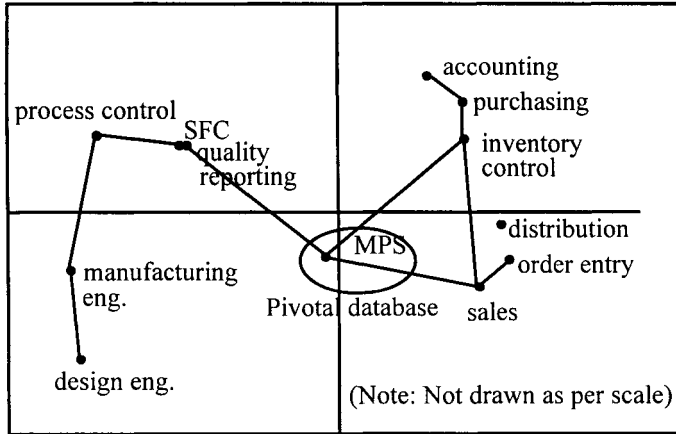 accounting
purchasing
process control
SFC
quality
reporting
inventory
control
distribution
MPS
order entry
manufacturing
eng.
Pivotal database
sales
design eng.
(Note: Not drawn as per scale)